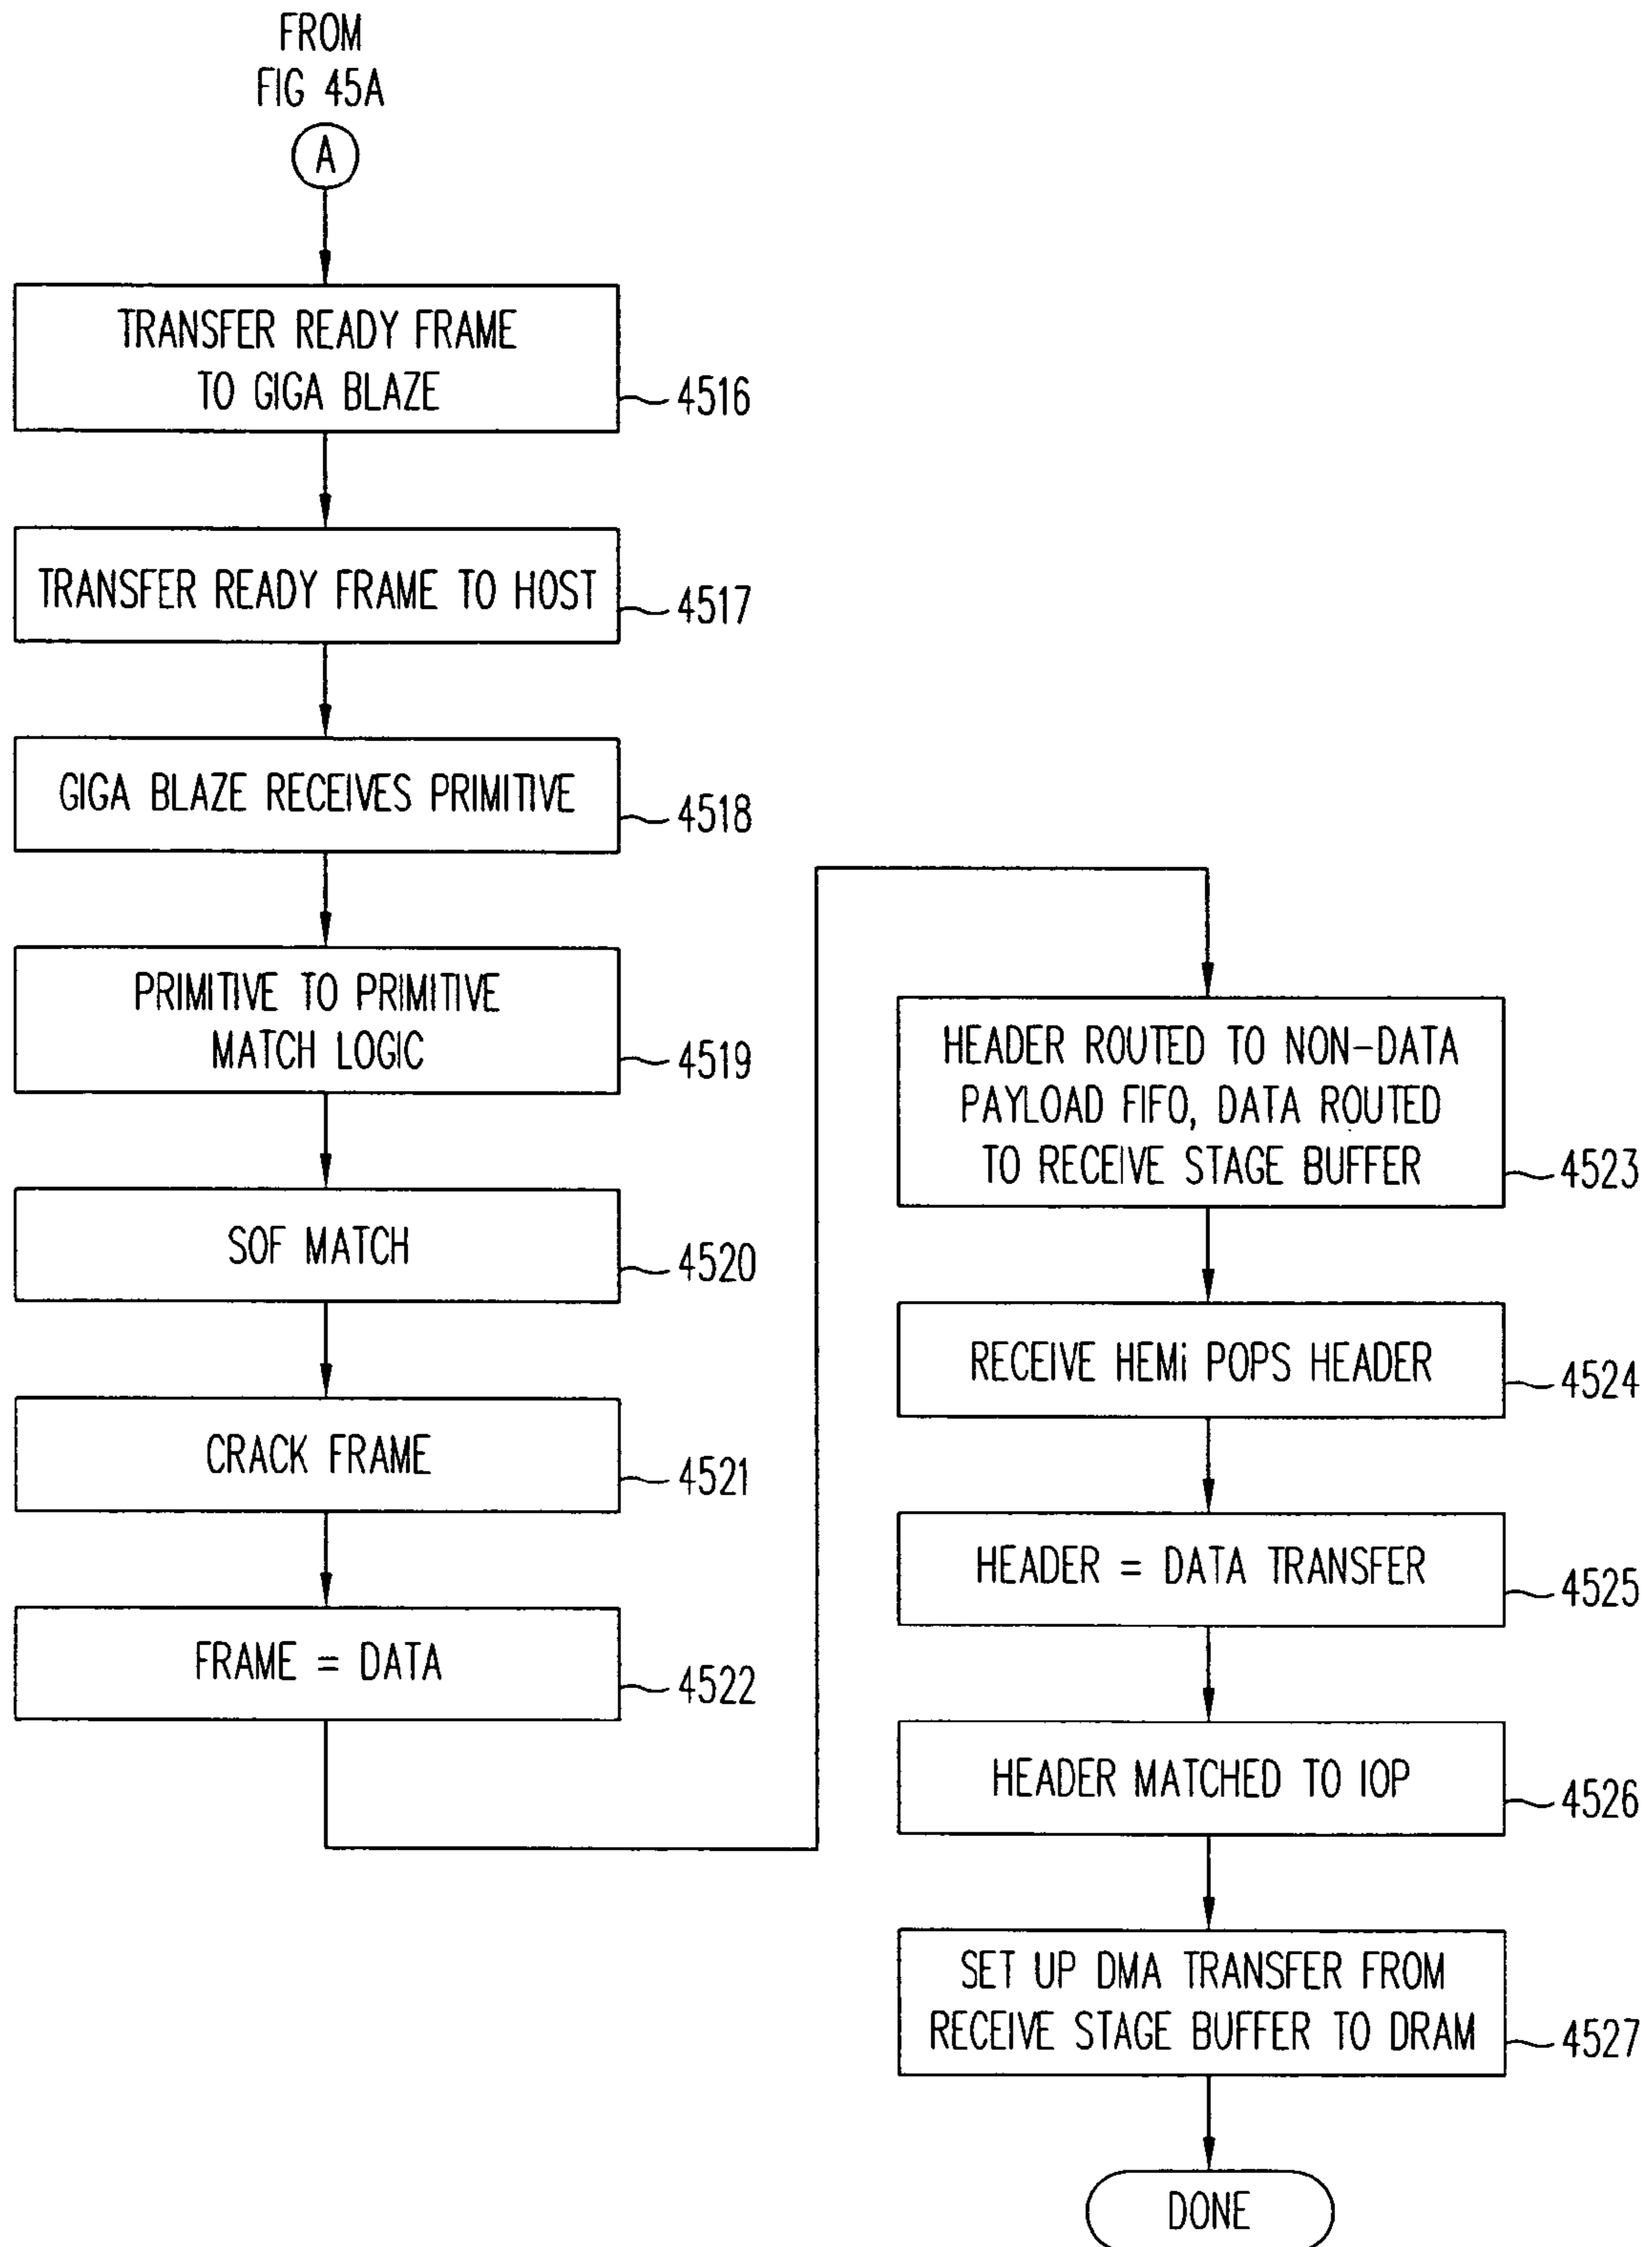 FROM
FIG 45A
A
TRANSFER READY FRAME
TO GIGA BLAZE
4516
TRANSFER READY FRAME TO HOST
4517
GIGA BLAZE RECEIVES PRIMITIVE
4518
PRIMITIVE TO PRIMITIVE
MATCH LOGIC
4519
SOF MATCH
4520
CRACK FRAME
4521
FRAME = DATA
4522
HEADER ROUTED TO NON-DATA
PAYLOAD FIFO, DATA ROUTED
TO RECEIVE STAGE BUFFER
4523
RECEIVE HEMi POPS HEADER
4524
HEADER = DATA TRANSFER
4525
HEADER MATCHED TO IOP
4526
SET UP DMA TRANSFER FROM
RECEIVE STAGE BUFFER TO DRAM
4527
DONE